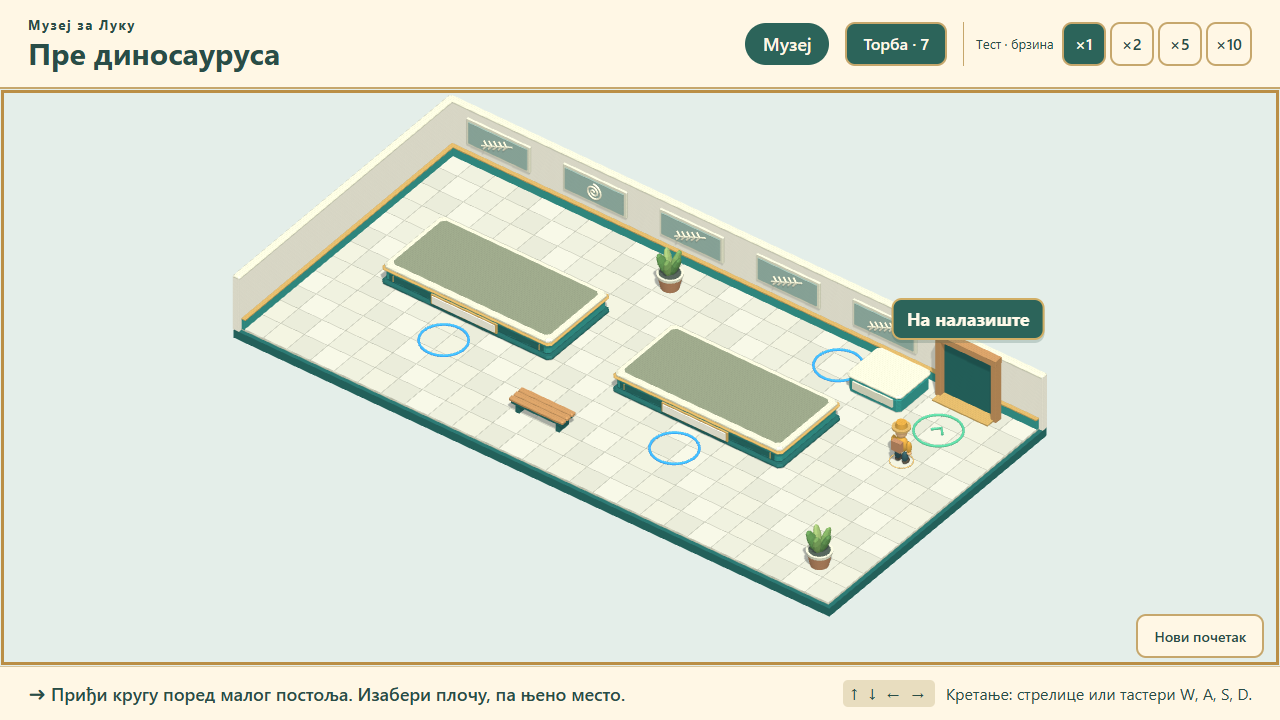 Музеј за Луку
Пре диносауруса
Музеј
Торба · 7
Тест · брзина
×1
×2
×5
×10
На налазиште
Нови почетак
→ Приђи кругу поред малог постоља. Изабери плочу, па њено место.
↑ ↓ ← →
Кретање: стрелице или тастери W, A, S, D.